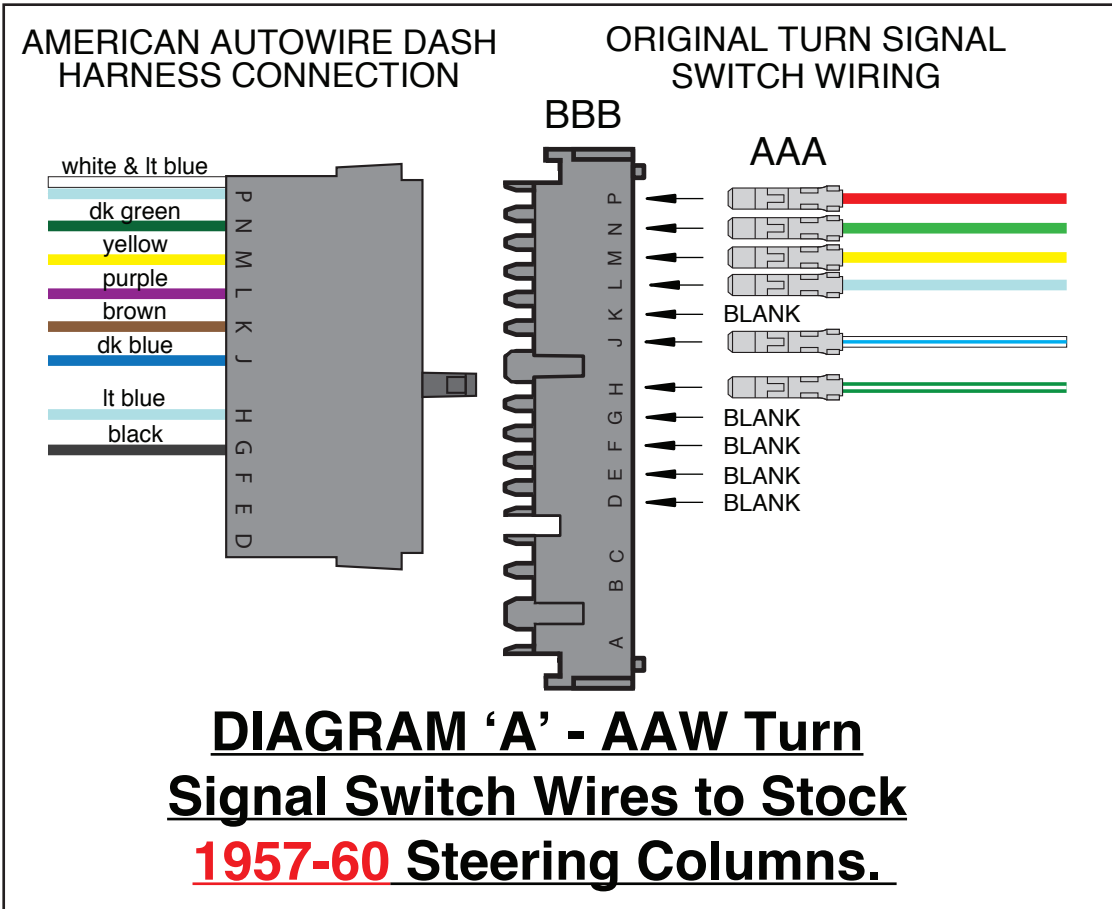 AMERICAN AUTOWIRE DASH
HARNESS CONNECTION
ORIGINAL TURN SIGNAL
SWITCH WIRING
BBB
AAA
white & lt blue
dk green
yellow
purple
brown
dk blue
lt blue
black
P
N
M
L
K
J
H
G
F
E
D
P
N
M
L
K
J
H
G
F
E
D
C
B
A
BLANK
BLANK
BLANK
BLANK
BLANK
DIAGRAM ‘A’ - AAW Turn
Signal Switch Wires to Stock
1957-60 Steering Columns.